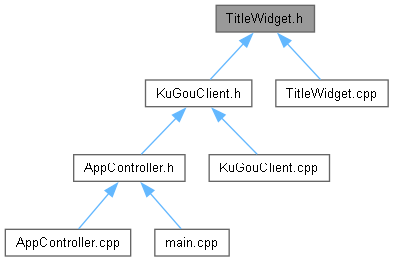 TitleWidget.h
KuGouClient.h
TitleWidget.cpp
AppController.h
KuGouClient.cpp
AppController.cpp
main.cpp